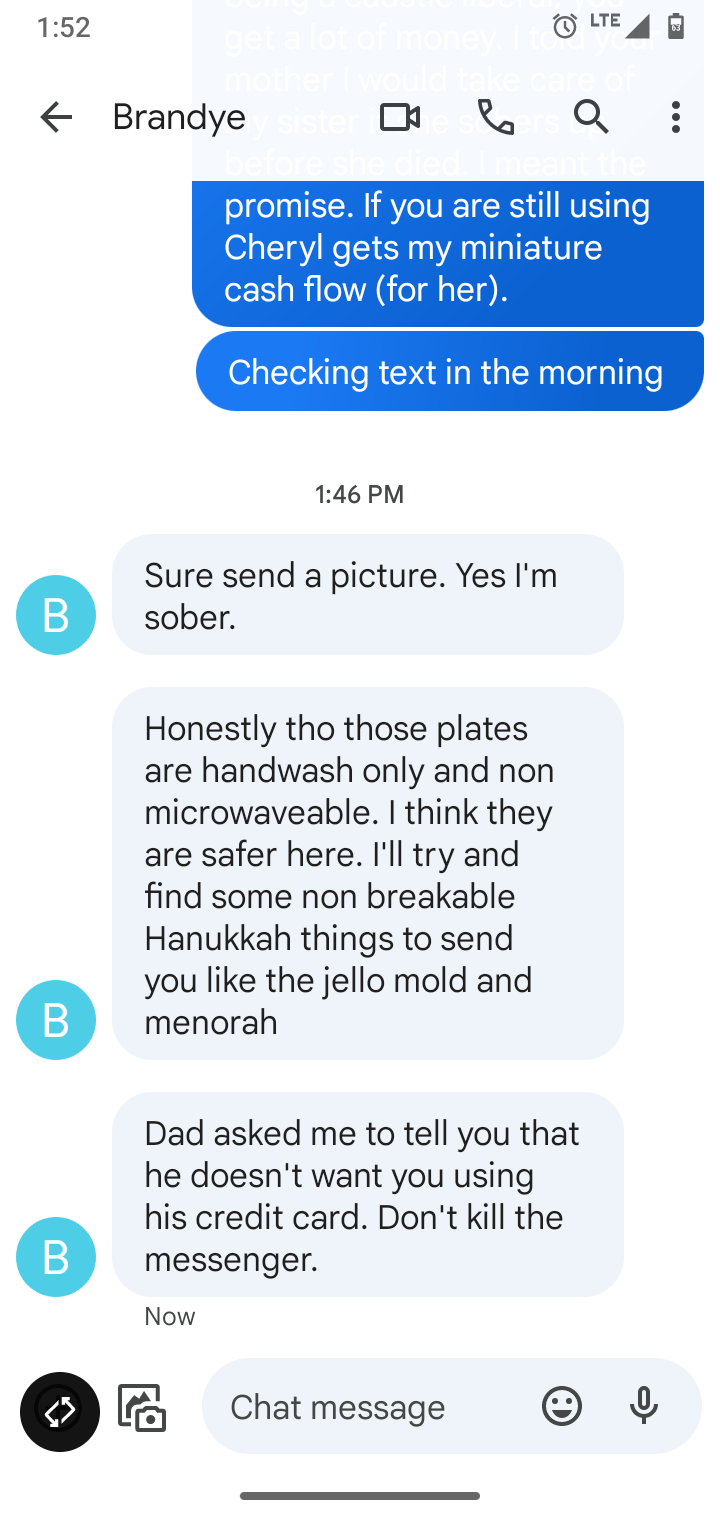 1:52
LTE
03
being a caustic liberal, you
get a lot of money. I told your
mother I would take care of
my sister if she sobers up
before she died. I meant the
Brandye
promise. If you are still using
Cheryl gets my miniature
cash flow (for her).
Checking text in the morning
1:46 PM
Sure send a picture. Yes I'm
sober.
B
Honestly tho those plates
are handwash only and non
microwaveable. I think they
are safer here. I'll try and
find some non breakable
Hanukkah things to send
you like the jello mold and
menorah
B
Dad asked me to tell you that
he doesn't want you using
his credit card. Don't kill the
messenger.
B
Now
Chat message